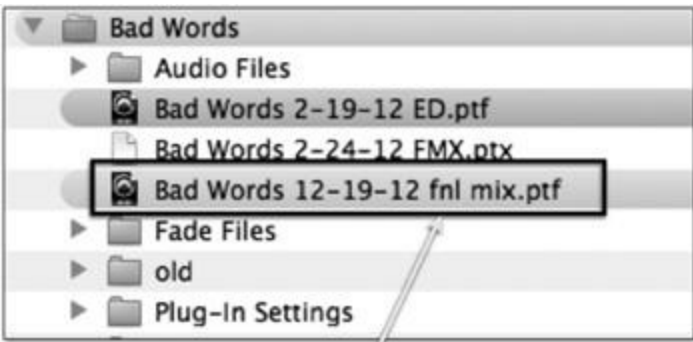 Bad Words
Audio Files
Bad Words 2-19-12 ED.ptf
Bad Words 2-24-12 FMX.ptx
Bad Words 12-19-12 fnl mix.ptf
Fade Files
old
Plug-In Settings